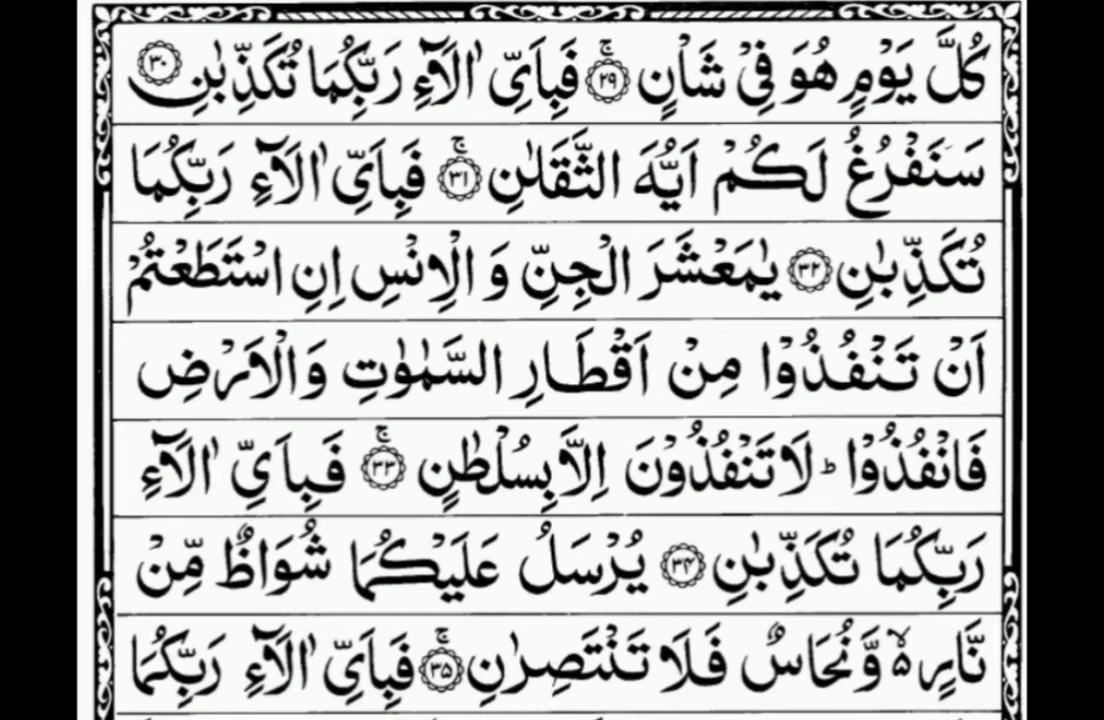 كُلَّ يَوْمٍ هُوَ فِيْ شَاْنٍ ۚ ﴿۲۹﴾ فَبِاَيِّ اٰلَآءِ رَبِّكُمَا تُكَذِّبٰنِ ﴿۳۰﴾
سَنَفْرُغُ لَكُمْ اَيُّهَ الثَّقَلٰنِ ۚ ﴿۳۱﴾ فَبِاَيِّ اٰلَآءِ رَبِّكُمَا
تُكَذِّبٰنِ ﴿۳۲﴾ يٰمَعْشَرَ الْجِنِّ وَ الْاِنْسِ اِنِ اسْتَطَعْتُمْ
اَنْ تَنْفُذُوْا مِنْ اَقْطَارِ السَّمٰوٰتِ وَالْاَرْضِ
فَانْفُذُوْا ؕ لَا تَنْفُذُوْنَ اِلَّا بِسُلْطٰنٍ ۚ ﴿۳۳﴾ فَبِاَيِّ اٰلَآءِ
رَبِّكُمَا تُكَذِّبٰنِ ﴿۳۴﴾ يُرْسَلُ عَلَيْكُمَا شُوَاظٌ مِّنْ
نَّارٍ ۵ۙ وَّنُحَاسٌ فَلَا تَنْتَصِرٰنِ ۚ ﴿۳۵﴾ فَبِاَيِّ اٰلَآءِ رَبِّكُمَا